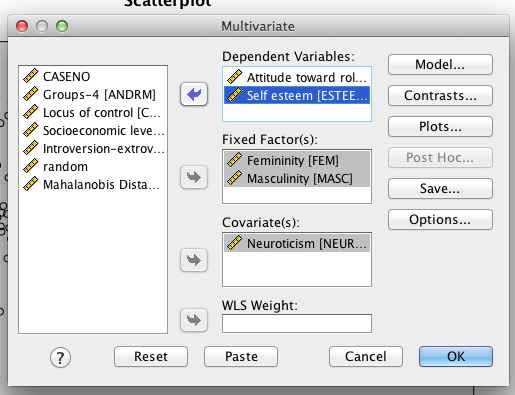 Scatterplot
Multivariate
CASENO
Groups-4 [ANDRM]
Locus of control [C...
Socioeconomic leve...
Introversion-extrov...
random
Mahalanobis Dista...
Dependent Variables:
Attitude toward rol...
Self esteem [ESTEE...
Fixed Factor(s):
Femininity [FEM]
Masculinity [MASC]
Covariate(s):
Neuroticism [NEUR...
WLS Weight:
Model...
Contrasts...
Plots...
Post Hoc...
Save...
Options...
?
Reset
Paste
Cancel
OK